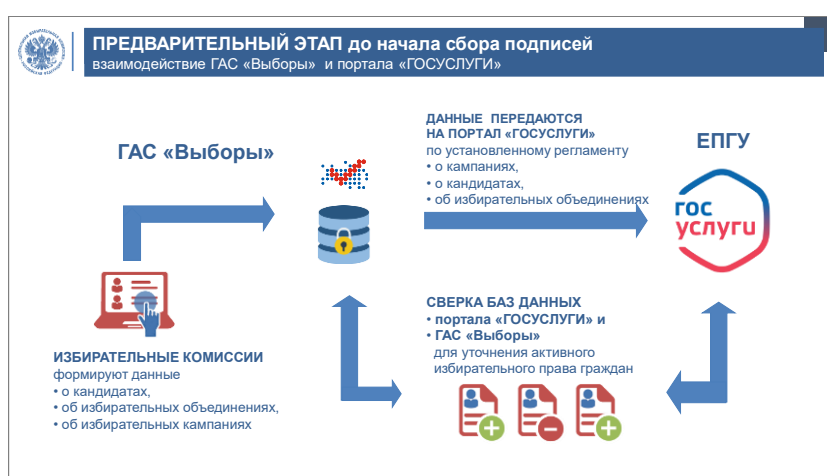 ПРЕДВАРИТЕЛЬНЫЙ ЭТАП до начала сбора подписей
взаимодействие ГАС «Выборы» и портала «ГОСУСЛУГИ»
ГАС «Выборы»
ДАННЫЕ ПЕРЕДАЮТСЯ
НА ПОРТАЛ «ГОСУСЛУГИ»
по установленному регламенту
• о кампаниях,
• о кандидатах,
• об избирательных объединениях
ЕПГУ
гос
услуги
ИЗБИРАТЕЛЬНЫЕ КОМИССИИ
формируют данные
• о кандидатах,
• об избирательных объединениях,
• об избирательных кампаниях
СВЕРКА БАЗ ДАННЫХ
• портала «ГОСУСЛУГИ» и
• ГАС «Выборы»
для уточнения активного
избирательного права граждан